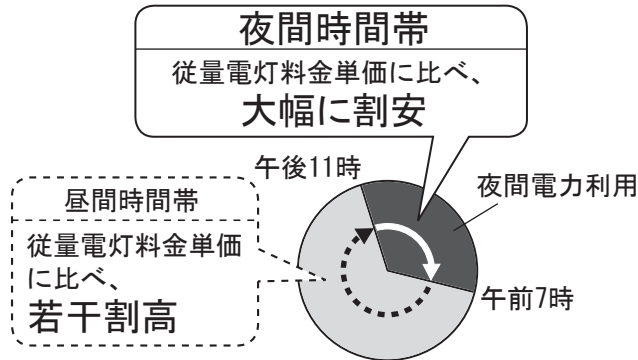 夜間時間帯
従量電灯料金単価に比べ、
大幅に割安
午後11時
夜間電力利用
昼間時間帯
従量電灯料金単価
に比べ、
若干割高
午前7時